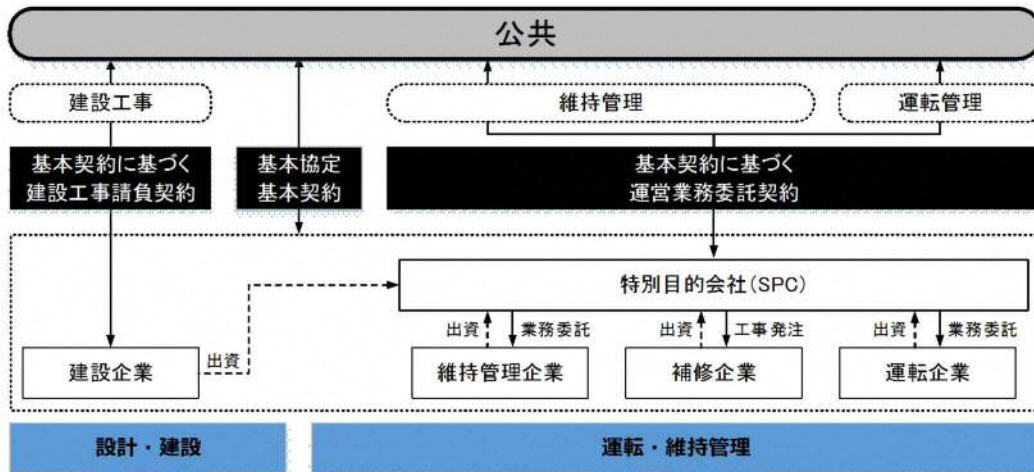 公共
建設工事
維持管理
運転管理
基本契約に基づく
建設工事請負契約
基本協定
基本契約
基本契約に基づく
運営業務委託契約
特別目的会社(SPC)
出資
業務委託
出資
工事発注
出資
業務委託
出資
建設企業
維持管理企業
補修企業
運転企業
設計・建設
運転・維持管理